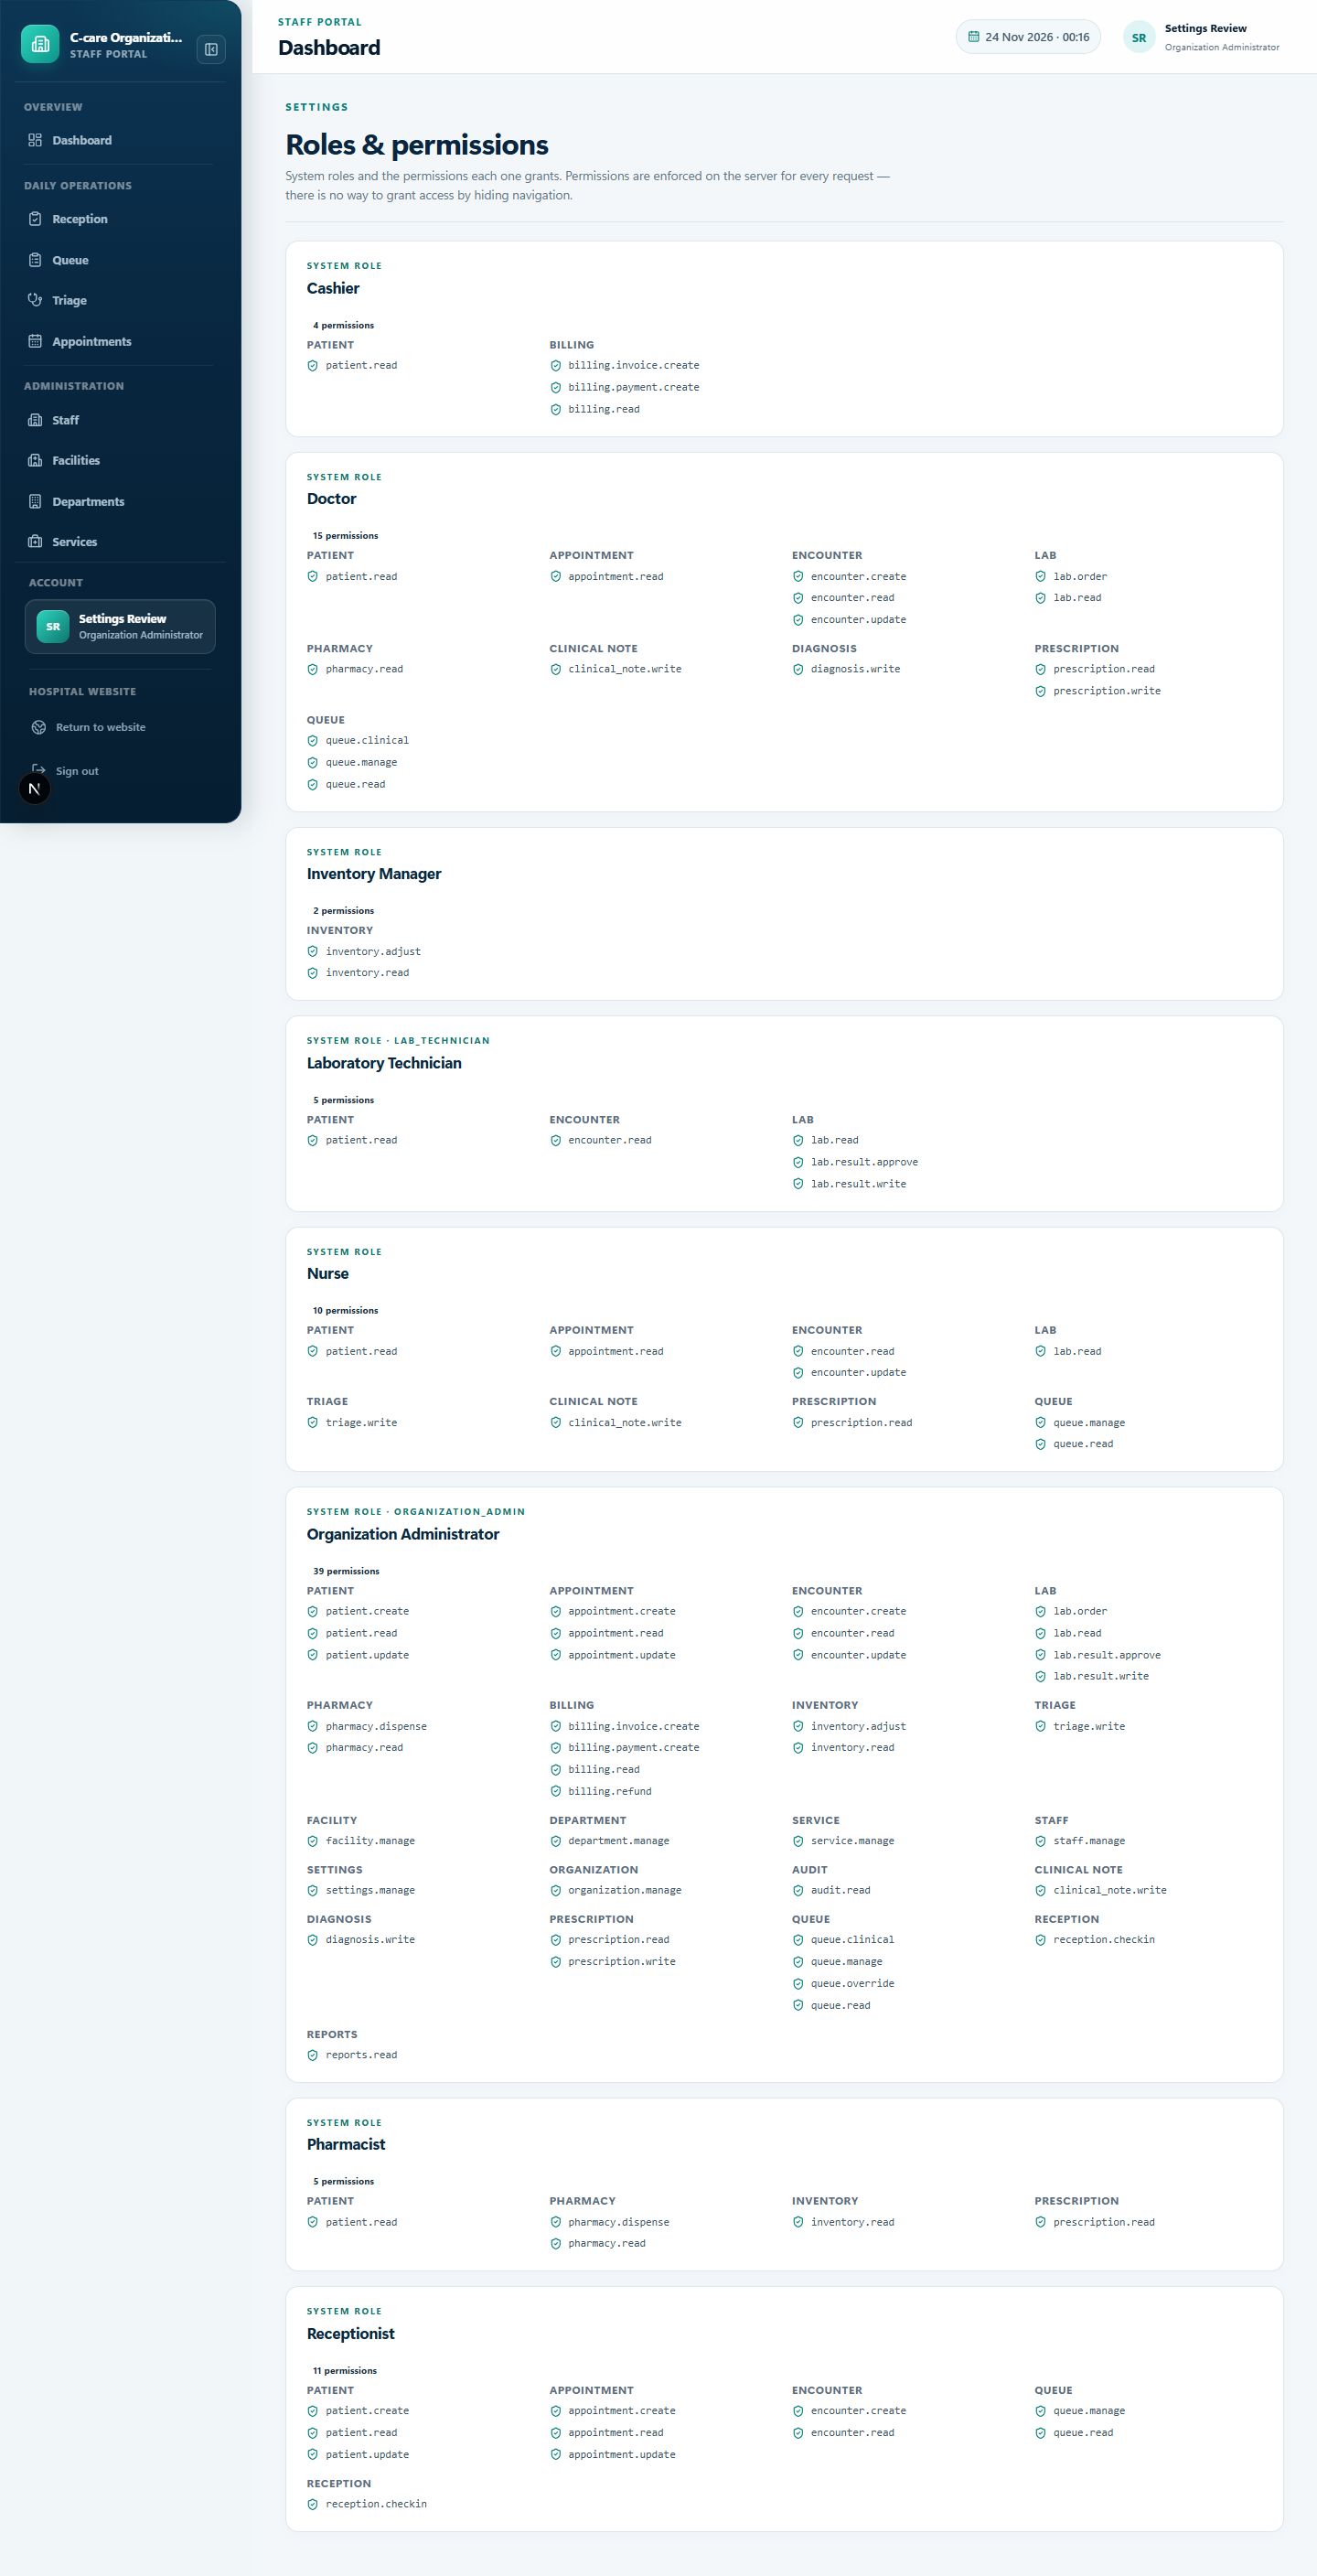 C-care Organizati...
STAFF PORTAL
OVERVIEW
Dashboard
DAILY OPERATIONS
Reception
Queue
Triage
Appointments
ADMINISTRATION
Staff
Facilities
Departments
Services
ACCOUNT
SR
Settings Review
Organization Administrator
HOSPITAL WEBSITE
Return to website
Sign out
N
STAFF PORTAL
Dashboard
24 Nov 2026 · 00:16
SR
Settings Review
Organization Administrator
SETTINGS
Roles & permissions
System roles and the permissions each one grants. Permissions are enforced on the server for every request —
there is no way to grant access by hiding navigation.
SYSTEM ROLE
Cashier
4 permissions
PATIENT
patient.read
BILLING
billing.invoice.create
billing.payment.create
billing.read
SYSTEM ROLE
Doctor
15 permissions
PATIENT
patient.read
APPOINTMENT
appointment.read
ENCOUNTER
encounter.create
encounter.read
encounter.update
LAB
lab.order
lab.read
PHARMACY
pharmacy.read
CLINICAL NOTE
clinical_note.write
DIAGNOSIS
diagnosis.write
PRESCRIPTION
prescription.read
prescription.write
QUEUE
queue.clinical
queue.manage
queue.read
SYSTEM ROLE
Inventory Manager
2 permissions
INVENTORY
inventory.adjust
inventory.read
SYSTEM ROLE · LAB_TECHNICIAN
Laboratory Technician
5 permissions
PATIENT
patient.read
ENCOUNTER
encounter.read
LAB
lab.read
lab.result.approve
lab.result.write
SYSTEM ROLE
Nurse
10 permissions
PATIENT
patient.read
APPOINTMENT
appointment.read
ENCOUNTER
encounter.read
encounter.update
LAB
lab.read
TRIAGE
triage.write
CLINICAL NOTE
clinical_note.write
PRESCRIPTION
prescription.read
QUEUE
queue.manage
queue.read
SYSTEM ROLE · ORGANIZATION_ADMIN
Organization Administrator
39 permissions
PATIENT
patient.create
patient.read
patient.update
APPOINTMENT
appointment.create
appointment.read
appointment.update
ENCOUNTER
encounter.create
encounter.read
encounter.update
LAB
lab.order
lab.read
lab.result.approve
lab.result.write
PHARMACY
pharmacy.dispense
pharmacy.read
BILLING
billing.invoice.create
billing.payment.create
billing.read
billing.refund
INVENTORY
inventory.adjust
inventory.read
TRIAGE
triage.write
FACILITY
facility.manage
DEPARTMENT
department.manage
SERVICE
service.manage
STAFF
staff.manage
SETTINGS
settings.manage
ORGANIZATION
organization.manage
AUDIT
audit.read
CLINICAL NOTE
clinical_note.write
DIAGNOSIS
diagnosis.write
PRESCRIPTION
prescription.read
prescription.write
QUEUE
queue.clinical
queue.manage
queue.override
queue.read
RECEPTION
reception.checkin
REPORTS
reports.read
SYSTEM ROLE
Pharmacist
5 permissions
PATIENT
patient.read
PHARMACY
pharmacy.dispense
pharmacy.read
INVENTORY
inventory.read
PRESCRIPTION
prescription.read
SYSTEM ROLE
Receptionist
11 permissions
PATIENT
patient.create
patient.read
patient.update
APPOINTMENT
appointment.create
appointment.read
appointment.update
ENCOUNTER
encounter.create
encounter.read
QUEUE
queue.manage
queue.read
RECEPTION
reception.checkin